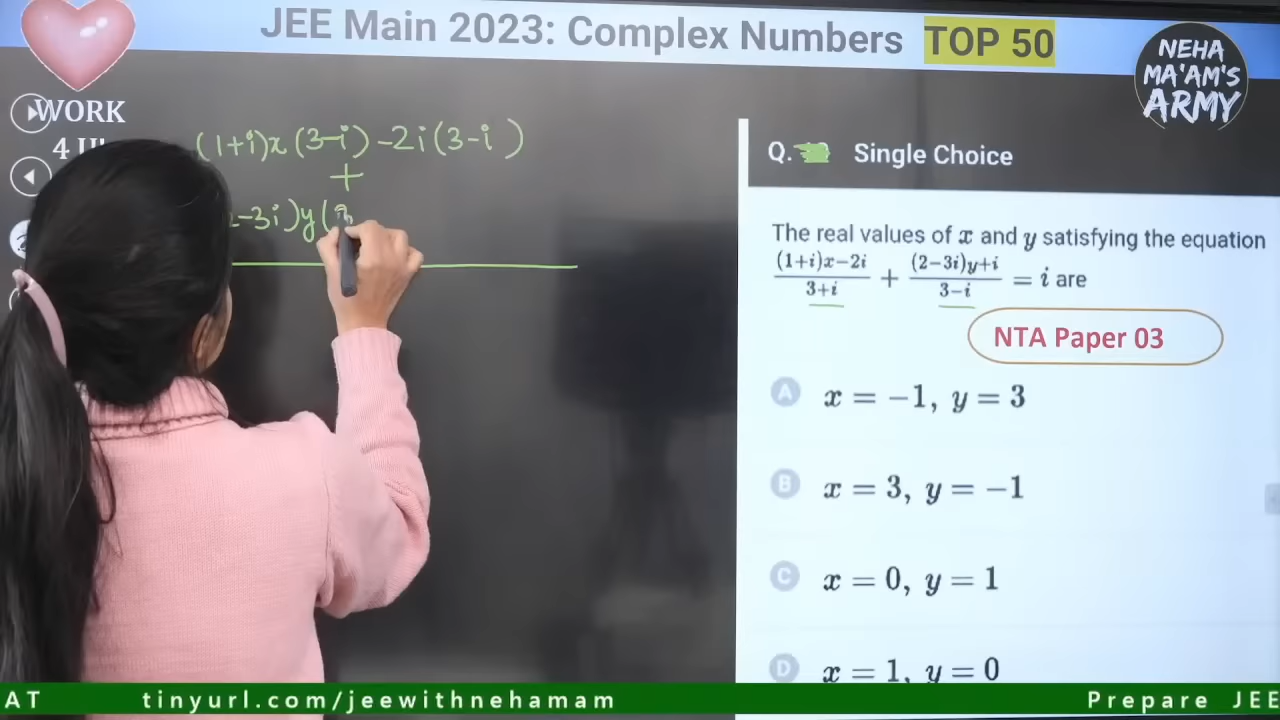 JEE Main 2023: Complex Numbers TOP 50
NEHA
MA'AM'S
ARMY
WORK
(1+i)x(3-i)-2i(3-i)
+
-3i)y(
Q. Single Choice
The real values of x and y satisfying the equation
(1+i)x−2i/3+i + (2−3i)y+i/3−i = i are
NTA Paper 03
A x = −1, y = 3
B x = 3, y = −1
C x = 0, y = 1
D x = 1, y = 0
AT tinyurl.com/jeewithnehamam Prepare JEE